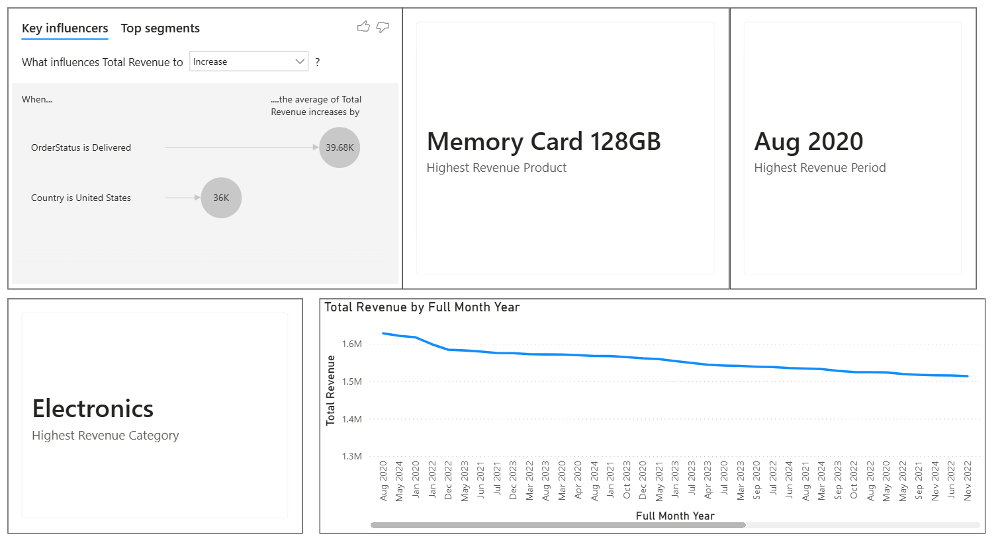 Key influencers Top segments
What influences Total Revenue to Increase ?
When...
....the average of Total
Revenue increases by
OrderStatus is Delivered
39.68K
Country is United States
36K
Memory Card 128GB
Highest Revenue Product
Aug 2020
Highest Revenue Period
Electronics
Highest Revenue Category
Total Revenue by Full Month Year
Total Revenue
1.6M
1.5M
1.4M
1.3M
Aug 2020
May 2024
Jan 2020
Jan 2022
Dec 2022
May 2023
Jun 2021
Jul 2021
Dec 2023
Mar 2022
Aug 2023
Mar 2020
Apr 2020
Aug 2024
Jan 2021
Oct 2023
Dec 2020
May 2021
Jan 2023
Jul 2023
Apr 2023
Jul 2020
Mar 2023
Sep 2020
Jul 2022
Jun 2024
Aug 2021
Mar 2024
Sep 2023
Oct 2022
Aug 2022
May 2020
May 2022
Sep 2021
Nov 2024
Jun 2022
Nov 2022
Full Month Year